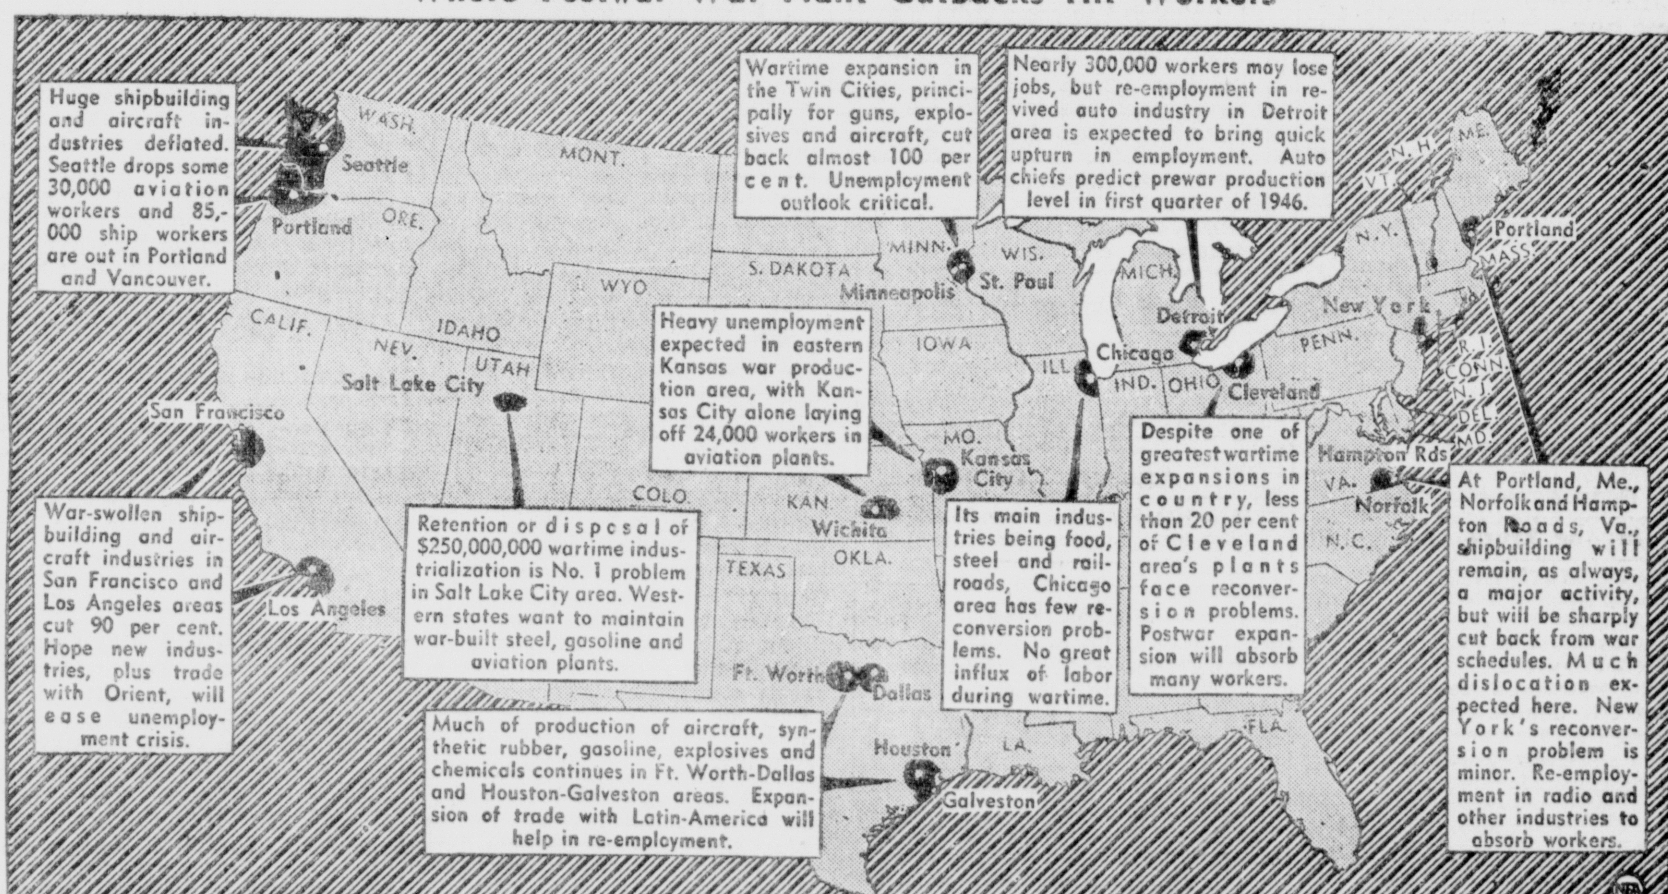 Where Postwar War Plant Cutbacks Hit Workers
Huge shipbuilding
and aircraft in-
dustries deflated.
Seattle drops some
30,000 aviation
workers and 85,-
000 ship workers
are out in Portland
and Vancouver.
Wartime expansion in
the Twin Cities, princi-
pally for guns, explo-
sives and aircraft, cut
back almost 100 per
cent. Unemployment
outlook critical.
Nearly 300,000 workers may lose
jobs, but re-employment in re-
vived auto industry in Detroit
area is expected to bring quick
upturn in employment. Auto
chiefs predict prewar production
level in first quarter of 1946.
WASH.
Seattle
Portland
ORE.
MONT.
IDAHO
WYO
S. DAKOTA
MINN.
Minneapolis
St. Paul
WIS.
MICH.
Detroit
Chicago
ILL
IND.
OHIO
Cleveland
IOWA
N. H.
ME.
VT.
N.Y.
Portland
MASS.
New York
PENN.
R. I.
CONN.
N. J.
DEL.
MD.
CALIF.
NEV.
UTAH
Salt Lake City
San Francisco
Los Angeles
Heavy unemployment
expected in eastern
Kansas war produc-
tion area, with Kan-
sas City alone laying
off 24,000 workers in
aviation plants.
MO.
Kansas
City
KAN.
Wichita
COLO.
OKLA.
TEXAS
Hampton Rds
VA.
Norfolk
N.C.
War-swollen ship-
building and air-
craft industries in
San Francisco and
Los Angeles areas
cut 90 per cent.
Hope new indus-
tries, plus trade
with Orient, will
ease unemploy-
ment crisis.
Retention or disposal of
$250,000,000 wartime indus-
trialization is No. 1 problem
in Salt Lake City area. West-
ern states want to maintain
war-built steel, gasoline and
aviation plants.
Its main indus-
tries being food,
steel and rail-
roads, Chicago
area has few re-
conversion prob-
lems. No great
influx of labor
during wartime.
Despite one of
greatest wartime
expansions in
country, less
than 20 per cent
of Cleveland
area's plants
face reconver-
sion problems.
Postwar expan-
sion will absorb
many workers.
At Portland, Me.,
Norfolk and Hamp-
ton Roads, Va.,
shipbuilding will
remain, as always,
a major activity,
but will be sharply
cut back from war
schedules. Much
dislocation ex-
pected here. New
York's reconver-
sion problem is
minor. Re-employ-
ment in radio and
other industries to
absorb workers.
Ft. Worth
Dallas
Houston
Galveston
LA.
FLA.
Much of production of aircraft, syn-
thetic rubber, gasoline, explosives and
chemicals continues in Ft. Worth-Dallas
and Houston-Galveston areas. Expan-
sion of trade with Latin-America will
help in re-employment.
NEA